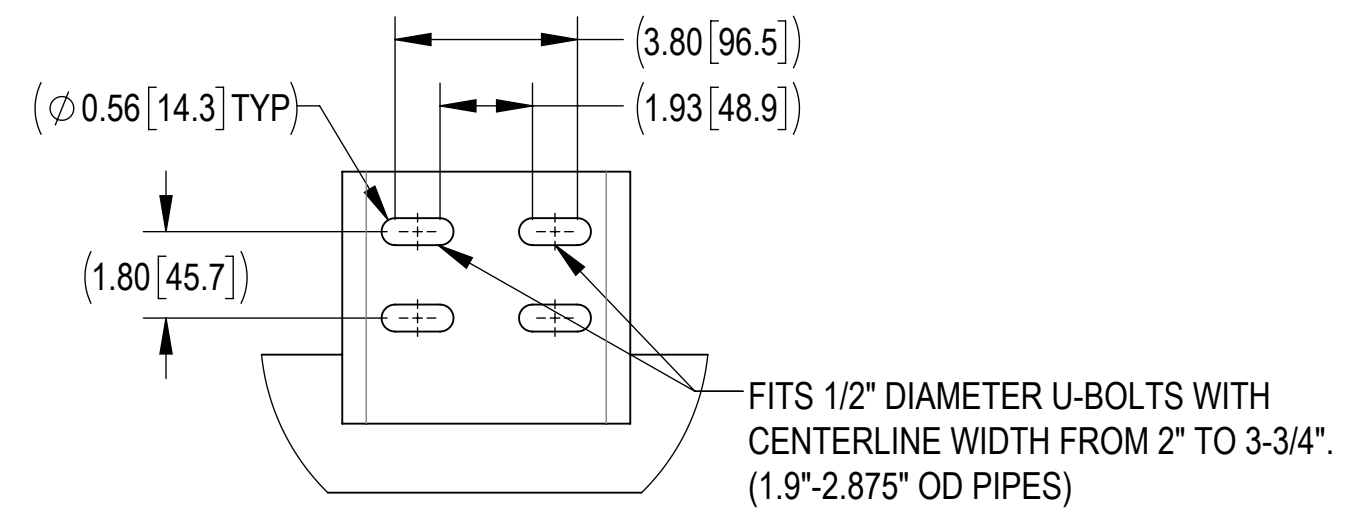 (3.80[96.5])
(⌀0.56[14.3]TYP)
(1.93[48.9])
(1.80[45.7])
FITS 1/2" DIAMETER U-BOLTS WITH
CENTERLINE WIDTH FROM 2" TO 3-3/4".
(1.9"-2.875" OD PIPES)